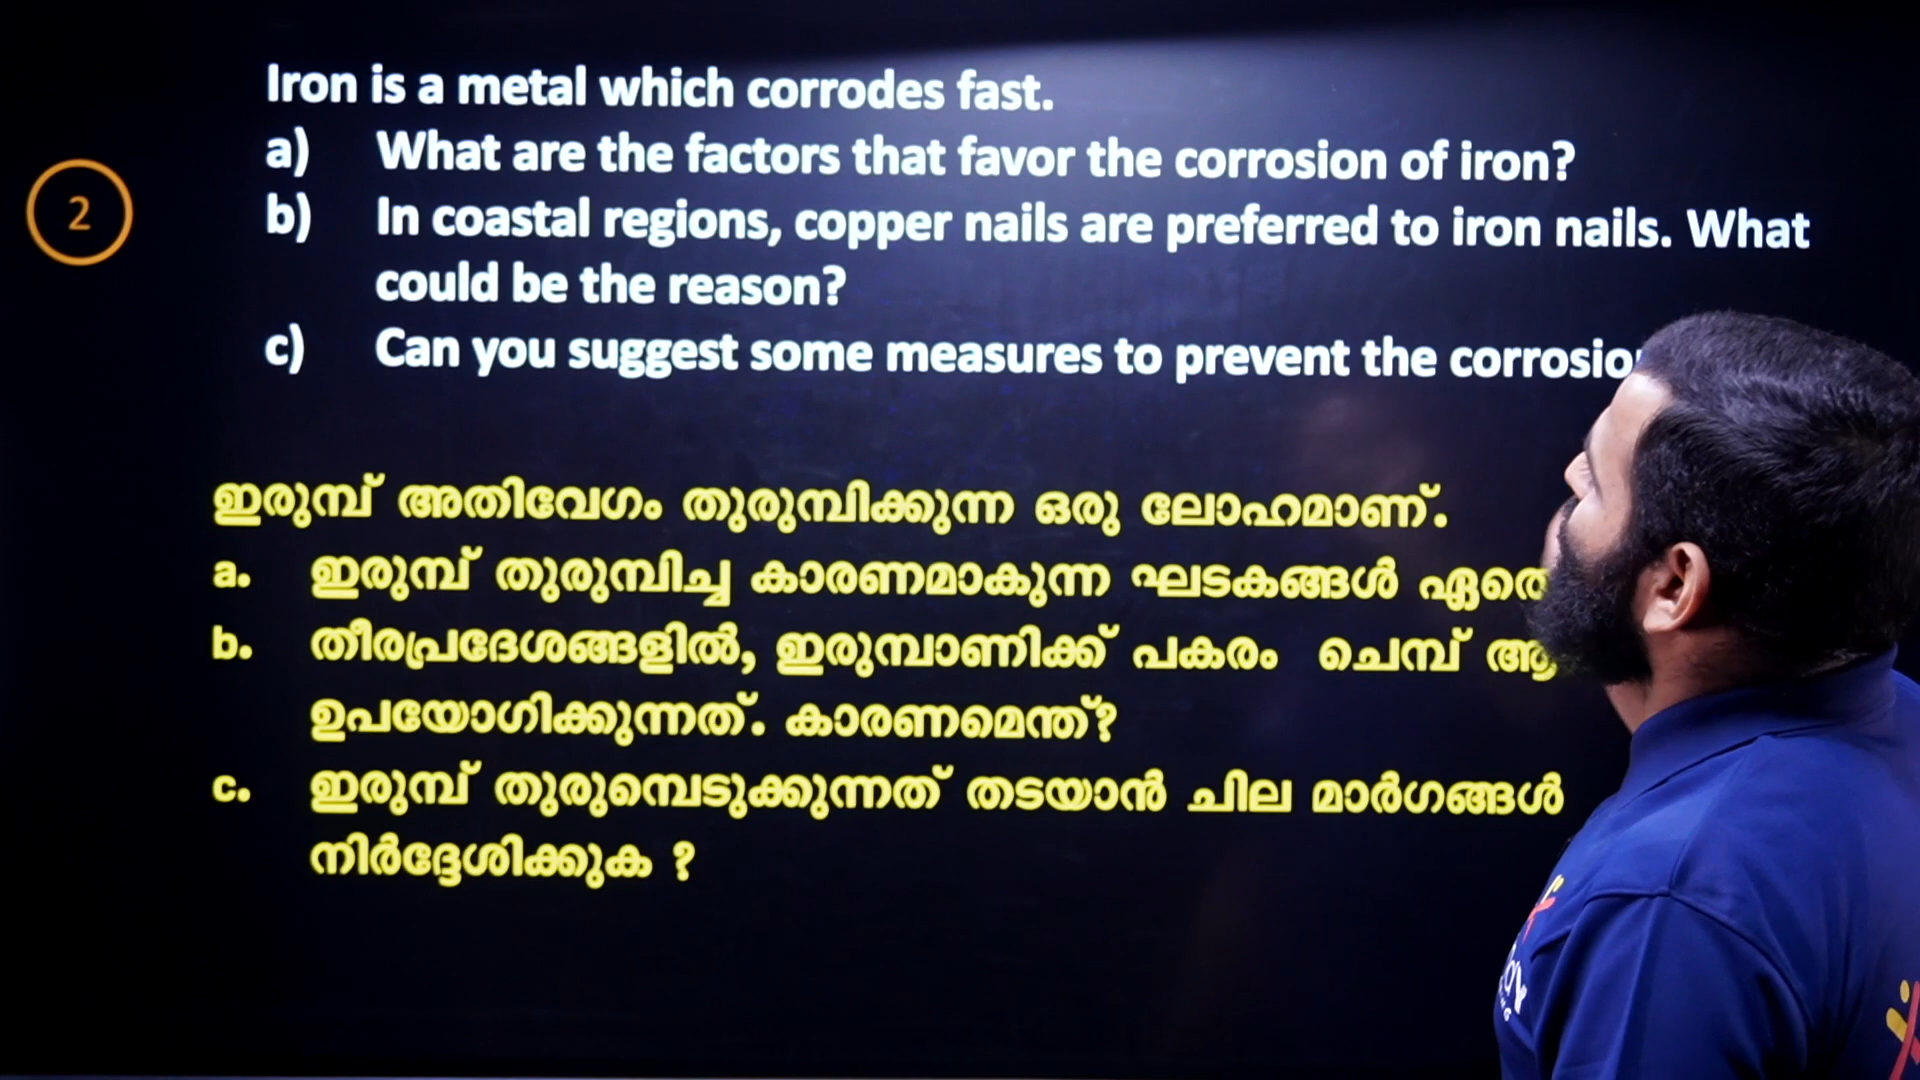 Iron is a metal which corrodes fast.
a) What are the factors that favor the corrosion of iron?
2
b) In coastal regions, copper nails are preferred to iron nails. What
could be the reason?
c) Can you suggest some measures to prevent the
ഇരുമ്പ് അതിവേഗം തുരുമ്പിക്കുന്ന ഒരു ലോഹമാണ്.
a. ഇരുമ്പ് തുരുമ്പിച്ച കാരണമാകുന്ന ഘടകങ്ങൾ
b. തീരപ്രദേശങ്ങളിൽ, ഇരുമ്പാണിക്ക് പകരം ചെമ്പ്
ഉപയോഗിക്കുന്നത്. കാരണമെന്ത്?
c. ഇരുമ്പ് തുരുമ്പെടുക്കുന്നത് തടയാൻ ചില മാർഗങ്ങൾ
നിർദ്ദേശിക്കുക ?